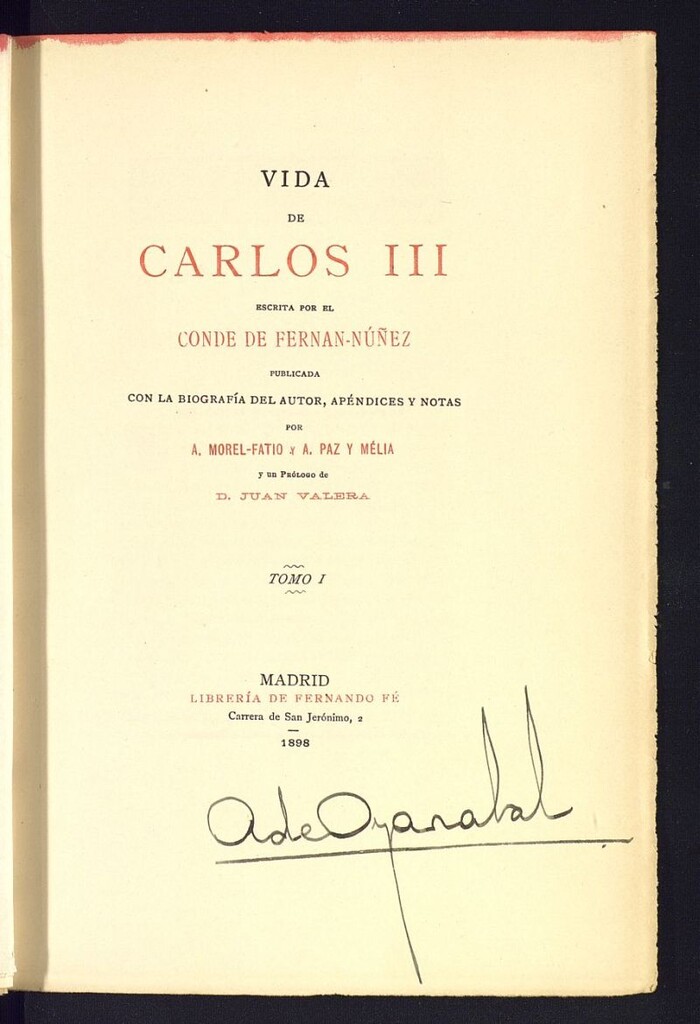 VIDA
DE
CARLOS III
ESCRITA POR EL
CONDE DE FERNAN-NÚÑEZ
PUBLICADA
CON LA BIOGRAFÍA DEL AUTOR, APÉNDICES Y NOTAS
POR
A. MOREL-FATIO Y A. PAZ Y MÉLIA
Y UN PRÓLOGO DE
D. JUAN VALERA
TOMO I
MADRID
LIBRERÍA DE FERNANDO FÉ
Carrera de San Jerónimo, 2
1898